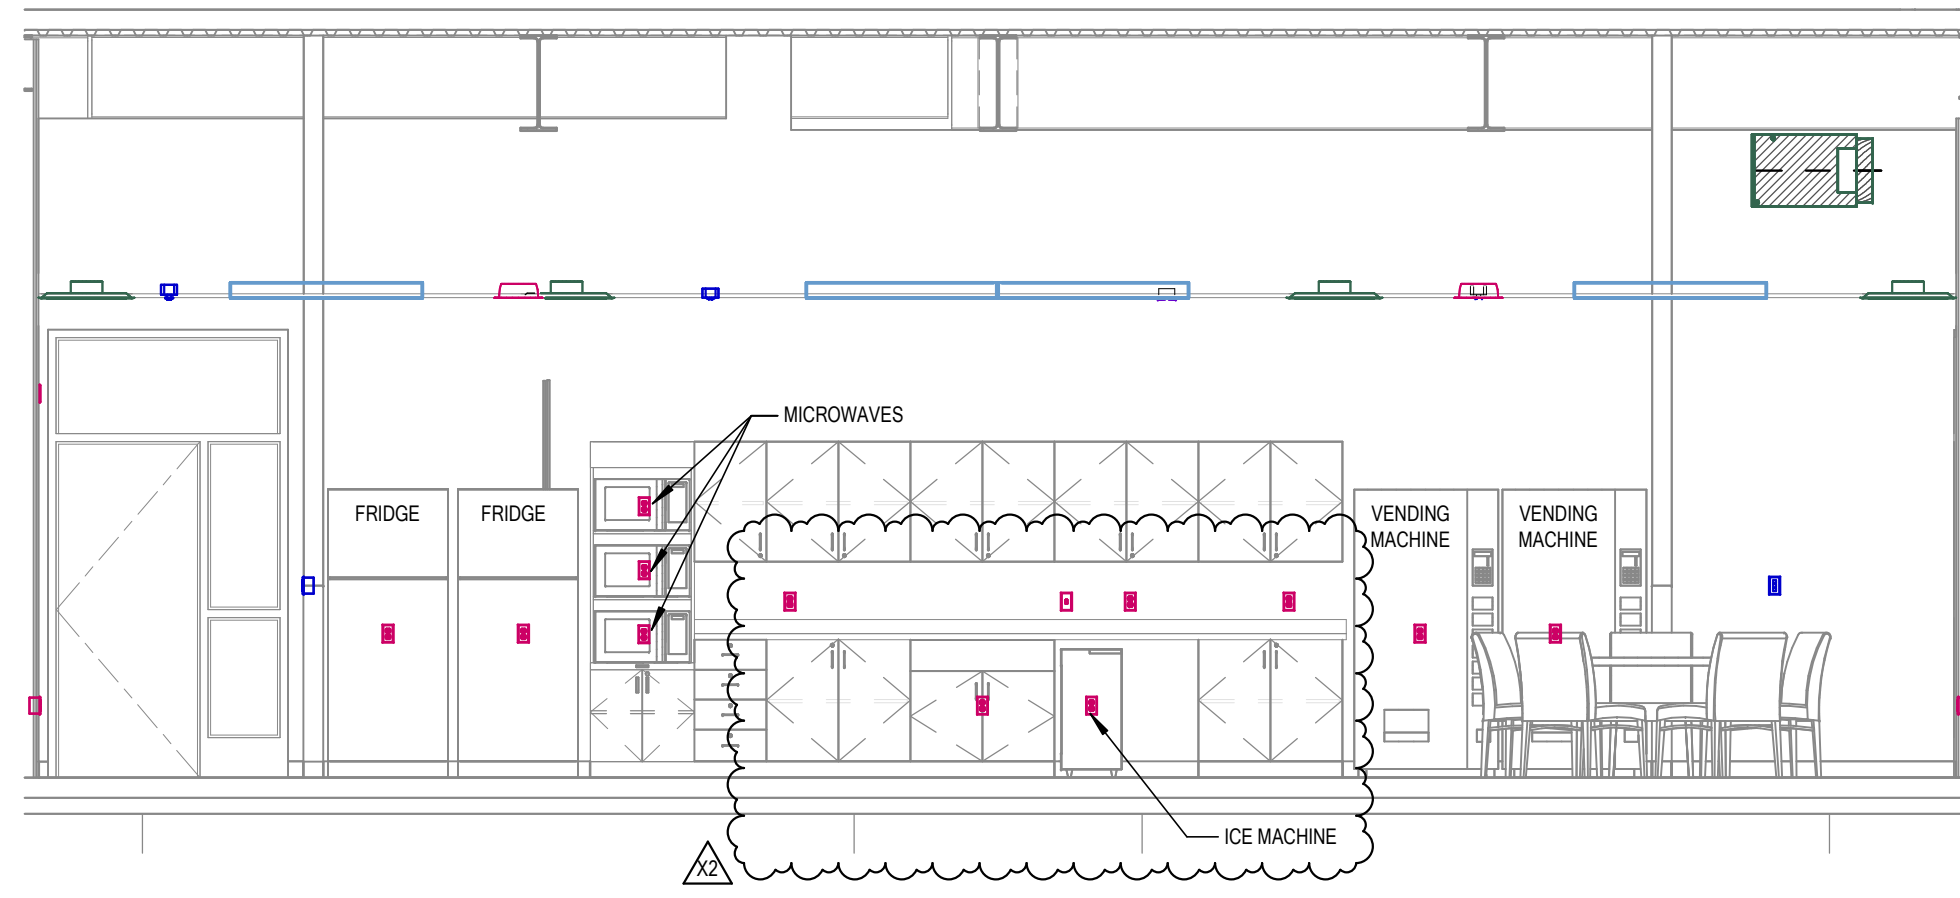 MICROWAVES
FRIDGE
FRIDGE
VENDING
MACHINE
VENDING
MACHINE
ICE MACHINE
X2